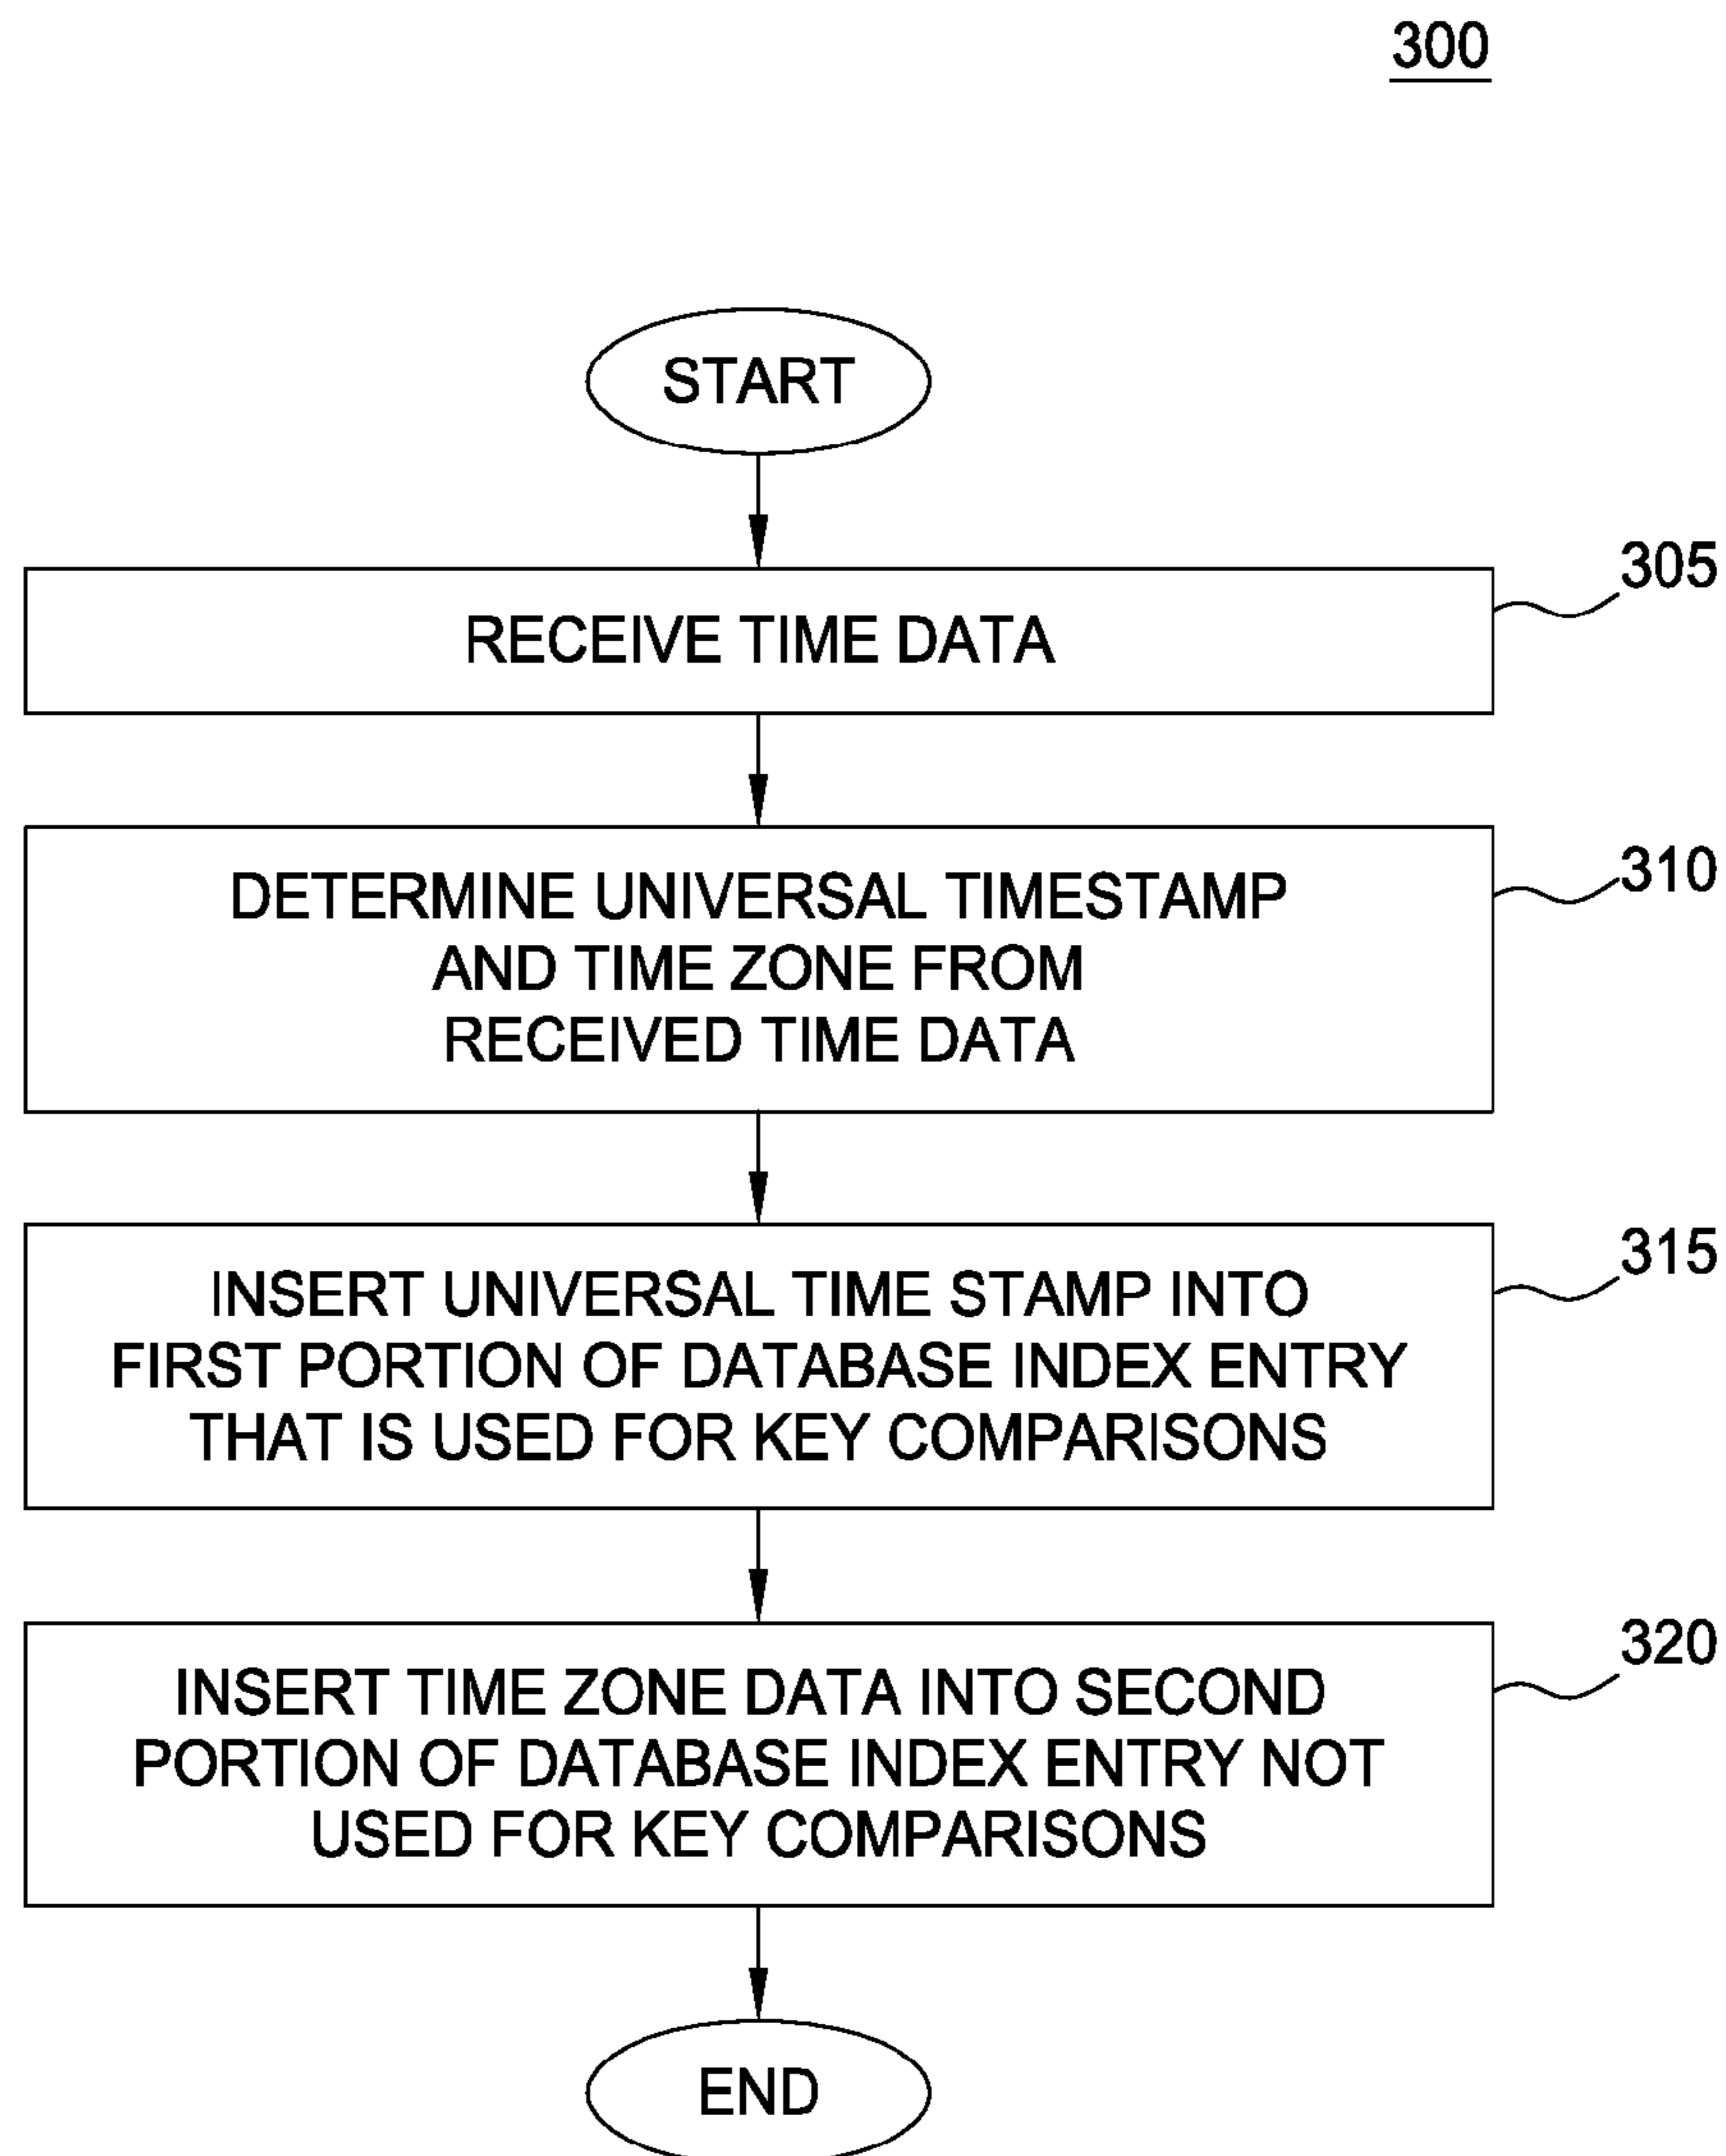 300
START
305
RECEIVE TIME DATA
310
DETERMINE UNIVERSAL TIMESTAMP
AND TIME ZONE FROM
RECEIVED TIME DATA
315
INSERT UNIVERSAL TIME STAMP INTO
FIRST PORTION OF DATABASE INDEX ENTRY
THAT IS USED FOR KEY COMPARISONS
320
INSERT TIME ZONE DATA INTO SECOND
PORTION OF DATABASE INDEX ENTRY NOT
USED FOR KEY COMPARISONS
END